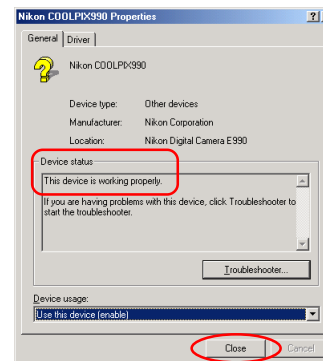 Nikon COOLPIX990 Properties
General Driver
Nikon COOLPIX990
Device type: Other devices
Manufacturer: Nikon Corporation
Location: Nikon Digital Camera E990
Device status
This device is working properly.
If you are having problems with this device, click Troubleshooter to
start the troubleshooter.
Troubleshooter...
Device usage:
Use this device (enable)
Close Cancel